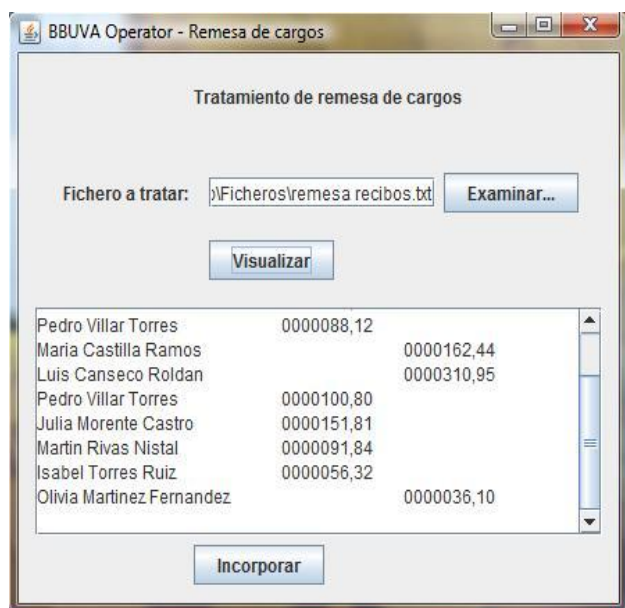 BBUVA Operator - Remesa de cargos
Tratamiento de remesa de cargos
Fichero a tratar: \Ficheros\remesa recibos.txt Examinar...
Visualizar
Pedro Villar Torres 0000088,12
Maria Castilla Ramos 0000162,44
Luis Canseco Roldan 0000310,95
Pedro Villar Torres 0000100,80
Julia Morente Castro 0000151,81
Martin Rivas Nistal 0000091,84
Isabel Torres Ruiz 0000056,32
Olivia Martinez Fernandez 0000036,10
Incorporar